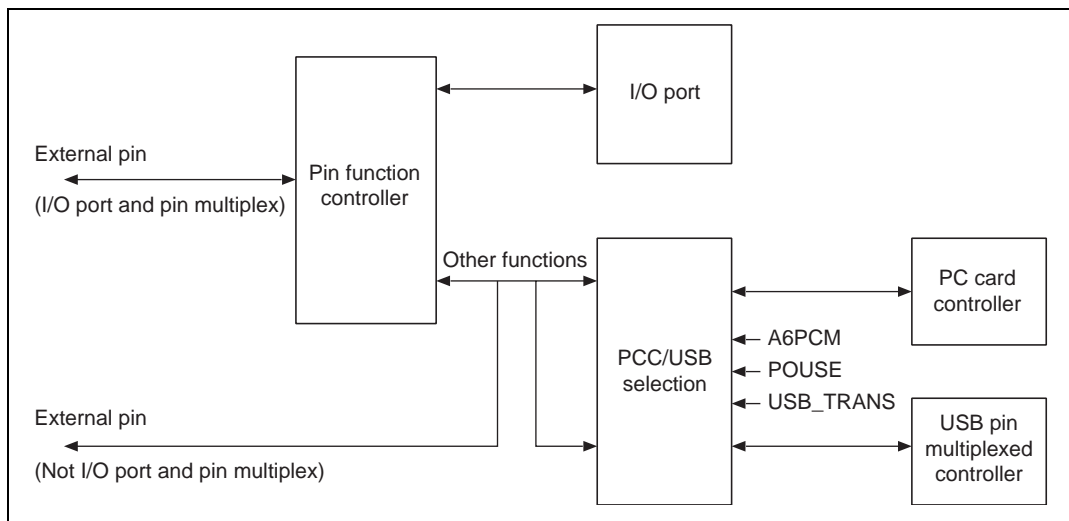 I/O port
External pin
(I/O port and pin multiplex)
Pin function
controller
Other functions
PCC/USB
selection
PC card
controller
A6PCM
POUSE
USB_TRANS
External pin
(Not I/O port and pin multiplex)
USB pin
multiplexed
controller